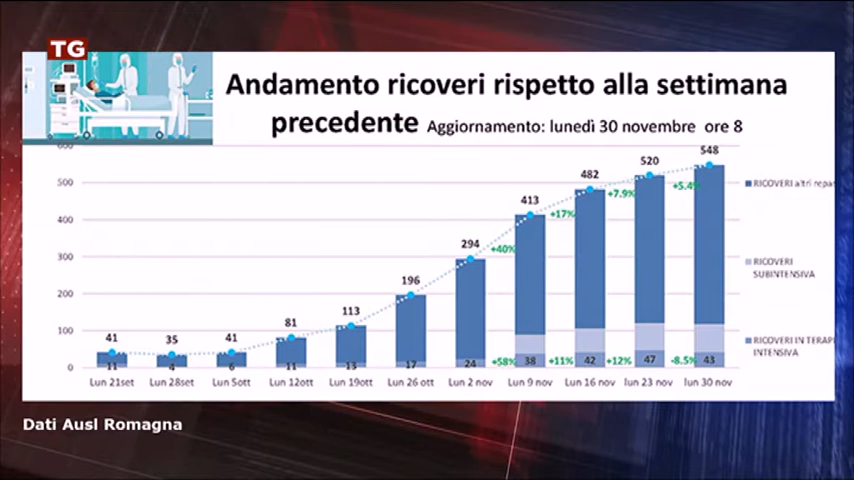 TG
Andamento ricoveri rispetto alla settimana
precedente Aggiornamento: lunedì 30 novembre ore 8
600
500
400
300
200
100
0
41 35 41 81 113 196 294 413 482 520 548
+40% +17% +7.9% +5.4%
11 4 6 11 13 17 24 38 42 47 43
+58% +11% +12% -8.5%
Lun 21set Lun 28set Lun 5ott Lun 12ott Lun 19ott Lun 26 ott Lun 2 nov Lun 9 nov Lun 16 nov lun 23 nov lun 30 nov
RICOVERI altri repar
RICOVERI
SUBINTENSIVA
RICOVERI IN TERAPI
INTENSIVA
Dati Ausl Romagna